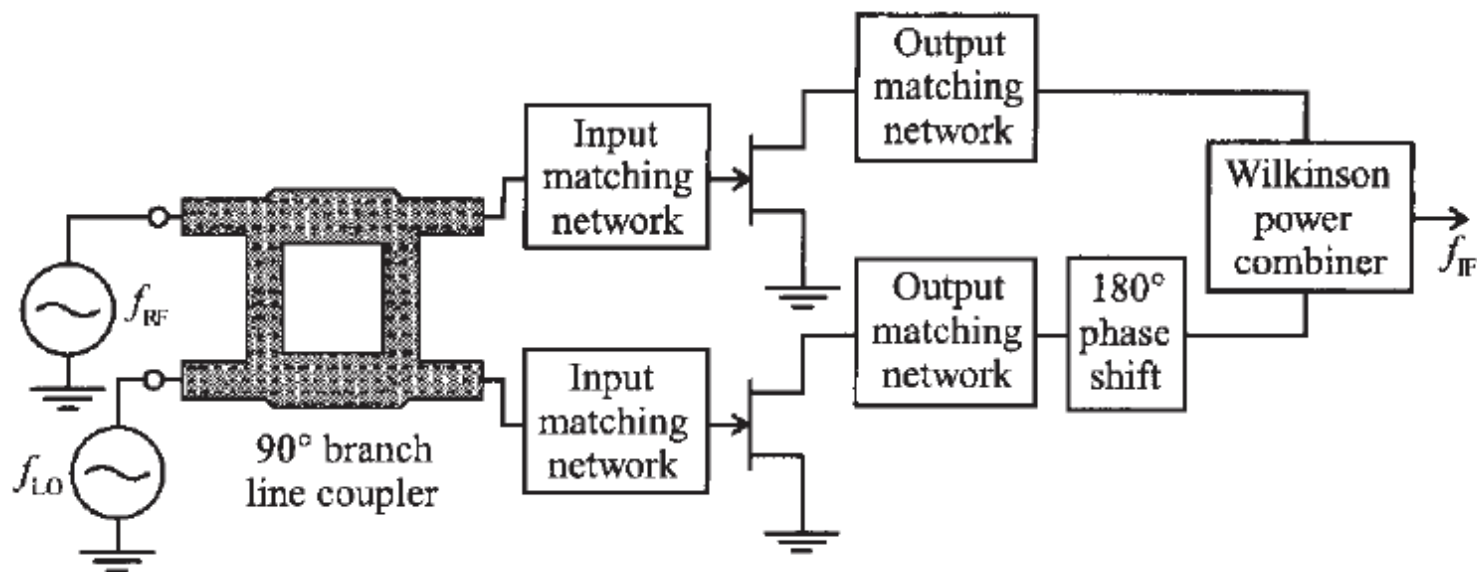 Output
matching
network
Input
matching
network
Wilkinson
power
combiner
f_IF
f_RF
Output
matching
network
180°
phase
shift
Input
matching
network
f_LO
90° branch
line coupler